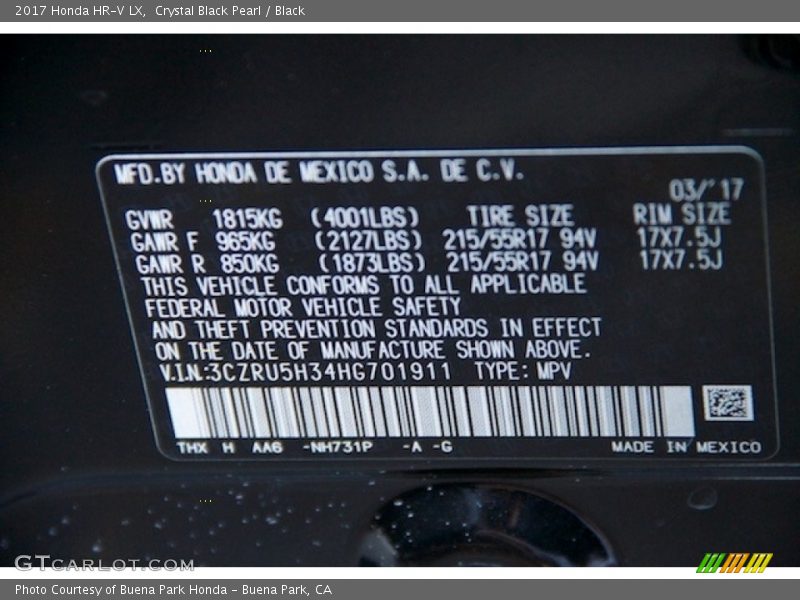 2017 Honda HR-V LX, Crystal Black Pearl / Black
MFD.BY HONDA DE MEXICO S.A. DE C.V.
03/'17
GVWR 1815KG (4001LBS) TIRE SIZE RIM SIZE
GAWR F 965KG (2127LBS) 215/55R17 94V 17X7.5J
GAWR R 850KG (1873LBS) 215/55R17 94V 17X7.5J
THIS VEHICLE CONFORMS TO ALL APPLICABLE
FEDERAL MOTOR VEHICLE SAFETY
AND THEFT PREVENTION STANDARDS IN EFFECT
ON THE DATE OF MANUFACTURE SHOWN ABOVE.
V.I.N.:3CZRU5H34HG701911 TYPE: MPV
THX H AA6 -NH731P -A -G MADE IN MEXICO
GTCARLOT.COM
Photo Courtesy of Buena Park Honda - Buena Park, CA